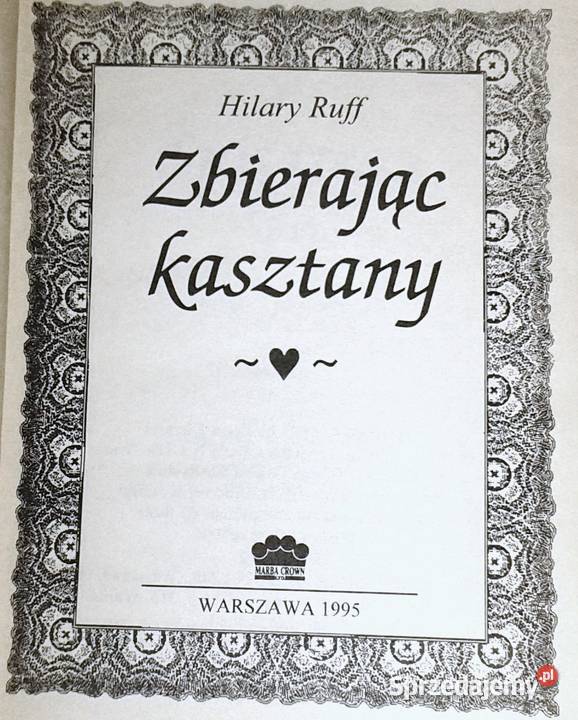 Hilary Ruff
Zbierając
kasztany
~ ♥ ~
MARBA CROWN
WARSZAWA 1995
Sprzedajemy.pl